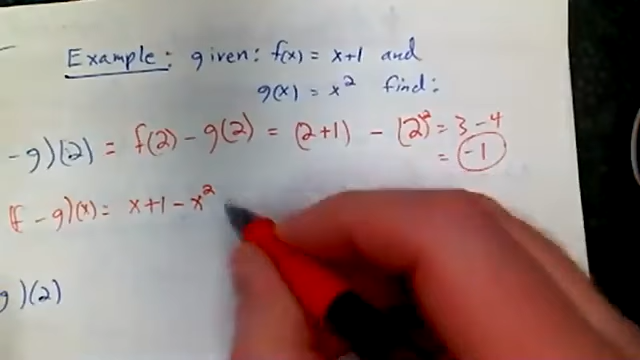 Example: given: f(x) = x+1 and
g(x) = x² find:
-g)(2) = f(2) - g(2) = (2+1) - (2)² = 3-4
= -1
(f -g)(x) = x+1-x²
g)(2)